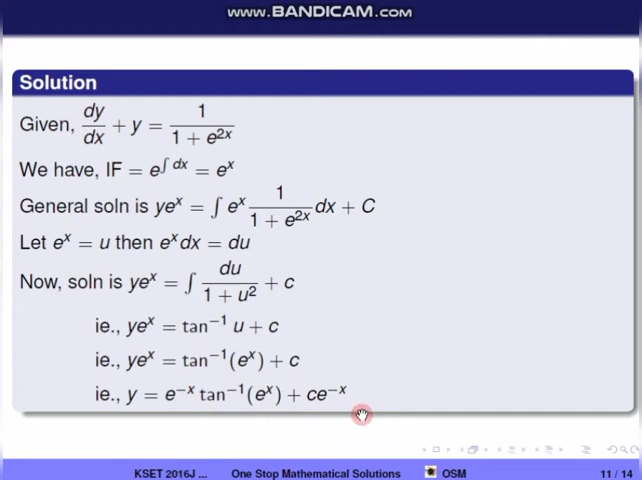 www.BANDICAM.com
Solution
Given, dy/dx + y = 1/(1 + e^{2x})
We have, IF = e^{∫ dx} = e^x
General soln is ye^x = ∫ e^x 1/(1 + e^{2x}) dx + C
Let e^x = u then e^x dx = du
Now, soln is ye^x = ∫ du/(1 + u²) + c
ie., ye^x = tan⁻¹ u + c
ie., ye^x = tan⁻¹(e^x) + c
ie., y = e^{−x} tan⁻¹(e^x) + ce^{−x}
KSET 2016J ... One Stop Mathematical Solutions OSM 11 / 14